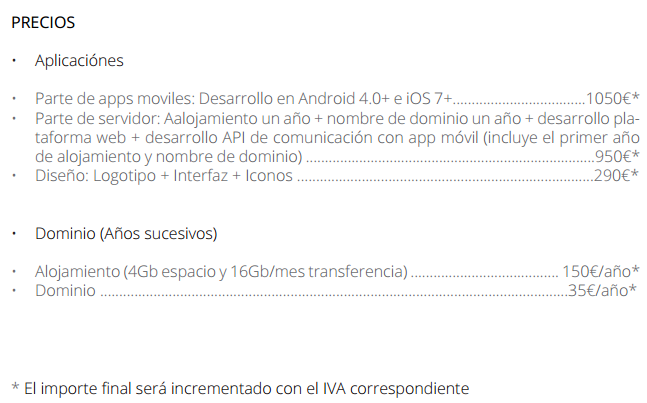 PRECIOS
• Aplicaciónes
• Parte de apps moviles: Desarrollo en Android 4.0+ e iOS 7+..................................1050€*
• Parte de servidor: Aalojamiento un año + nombre de dominio un año + desarrollo pla-
taforma web + desarrollo API de comunicación con app móvil (incluye el primer año
de alojamiento y nombre de dominio) ..........................................................................950€*
• Diseño: Logotipo + Interfaz + Iconos ............................................................................290€*
• Dominio (Años sucesivos)
• Alojamiento (4Gb espacio y 16Gb/mes transferencia) ...................................... 150€/año*
• Dominio ........................................................................................................................35€/año*
* El importe final será incrementado con el IVA correspondiente